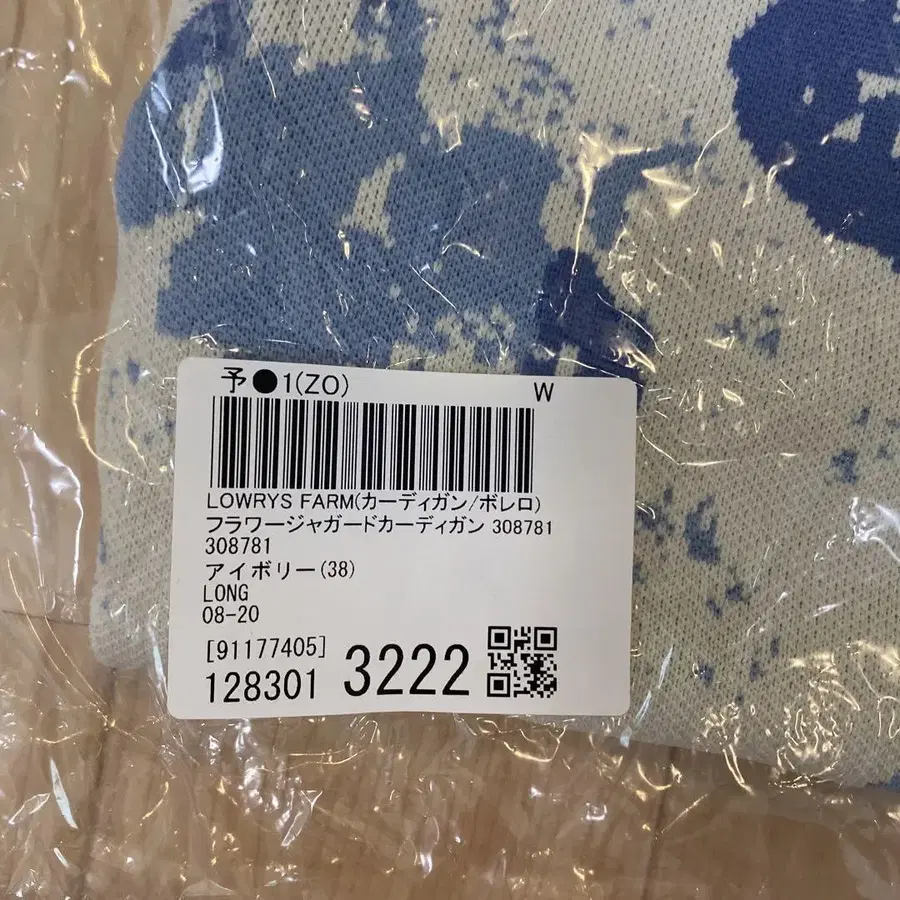 予●1(ZO) W
LOWRYS FARM(カーディガン/ボレロ)
フラワージャガードカーディガン 308781
308781
アイボリー(38)
LONG
08-20
[91177405]
128301 3222